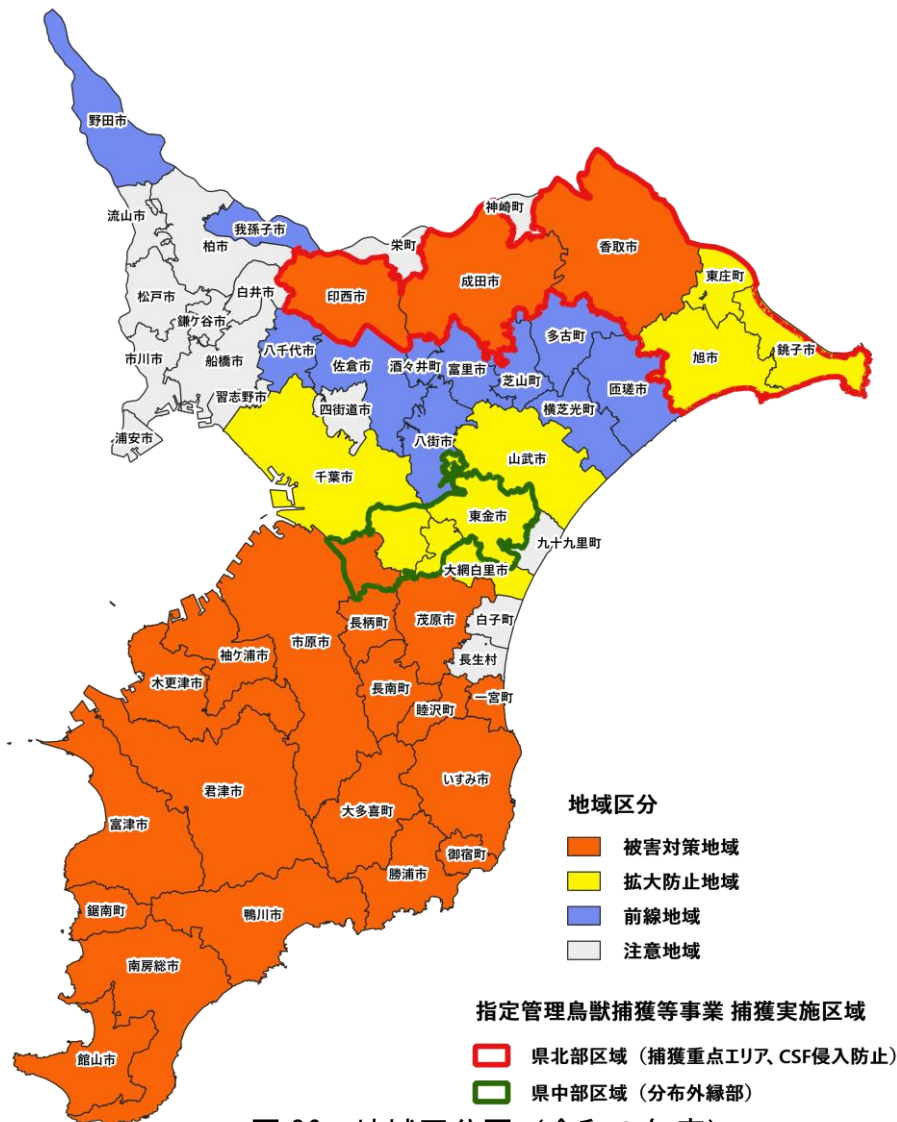 野田市
流山市
柏市
我孫子市
松戸市
鎌ケ谷市
白井市
市川市
船橋市
習志野市
浦安市
印西市
栄町
成田市
神崎町
香取市
東庄町
旭市
銚子市
八千代市
佐倉市
酒々井町
富里市
多古町
芝山町
匝瑳市
横芝光町
四街道市
八街市
山武市
千葉市
東金市
九十九里町
大網白里市
市原市
長柄町
茂原市
白子町
長生村
袖ケ浦市
木更津市
長南町
睦沢町
一宮町
君津市
いすみ市
大多喜町
富津市
御宿町
勝浦市
鋸南町
鴨川市
南房総市
館山市
地域区分
被害対策地域
拡大防止地域
前線地域
注意地域
指定管理鳥獣捕獲等事業 捕獲実施区域
県北部区域（捕獲重点エリア、CSF侵入防止）
県中部区域（分布外縁部）